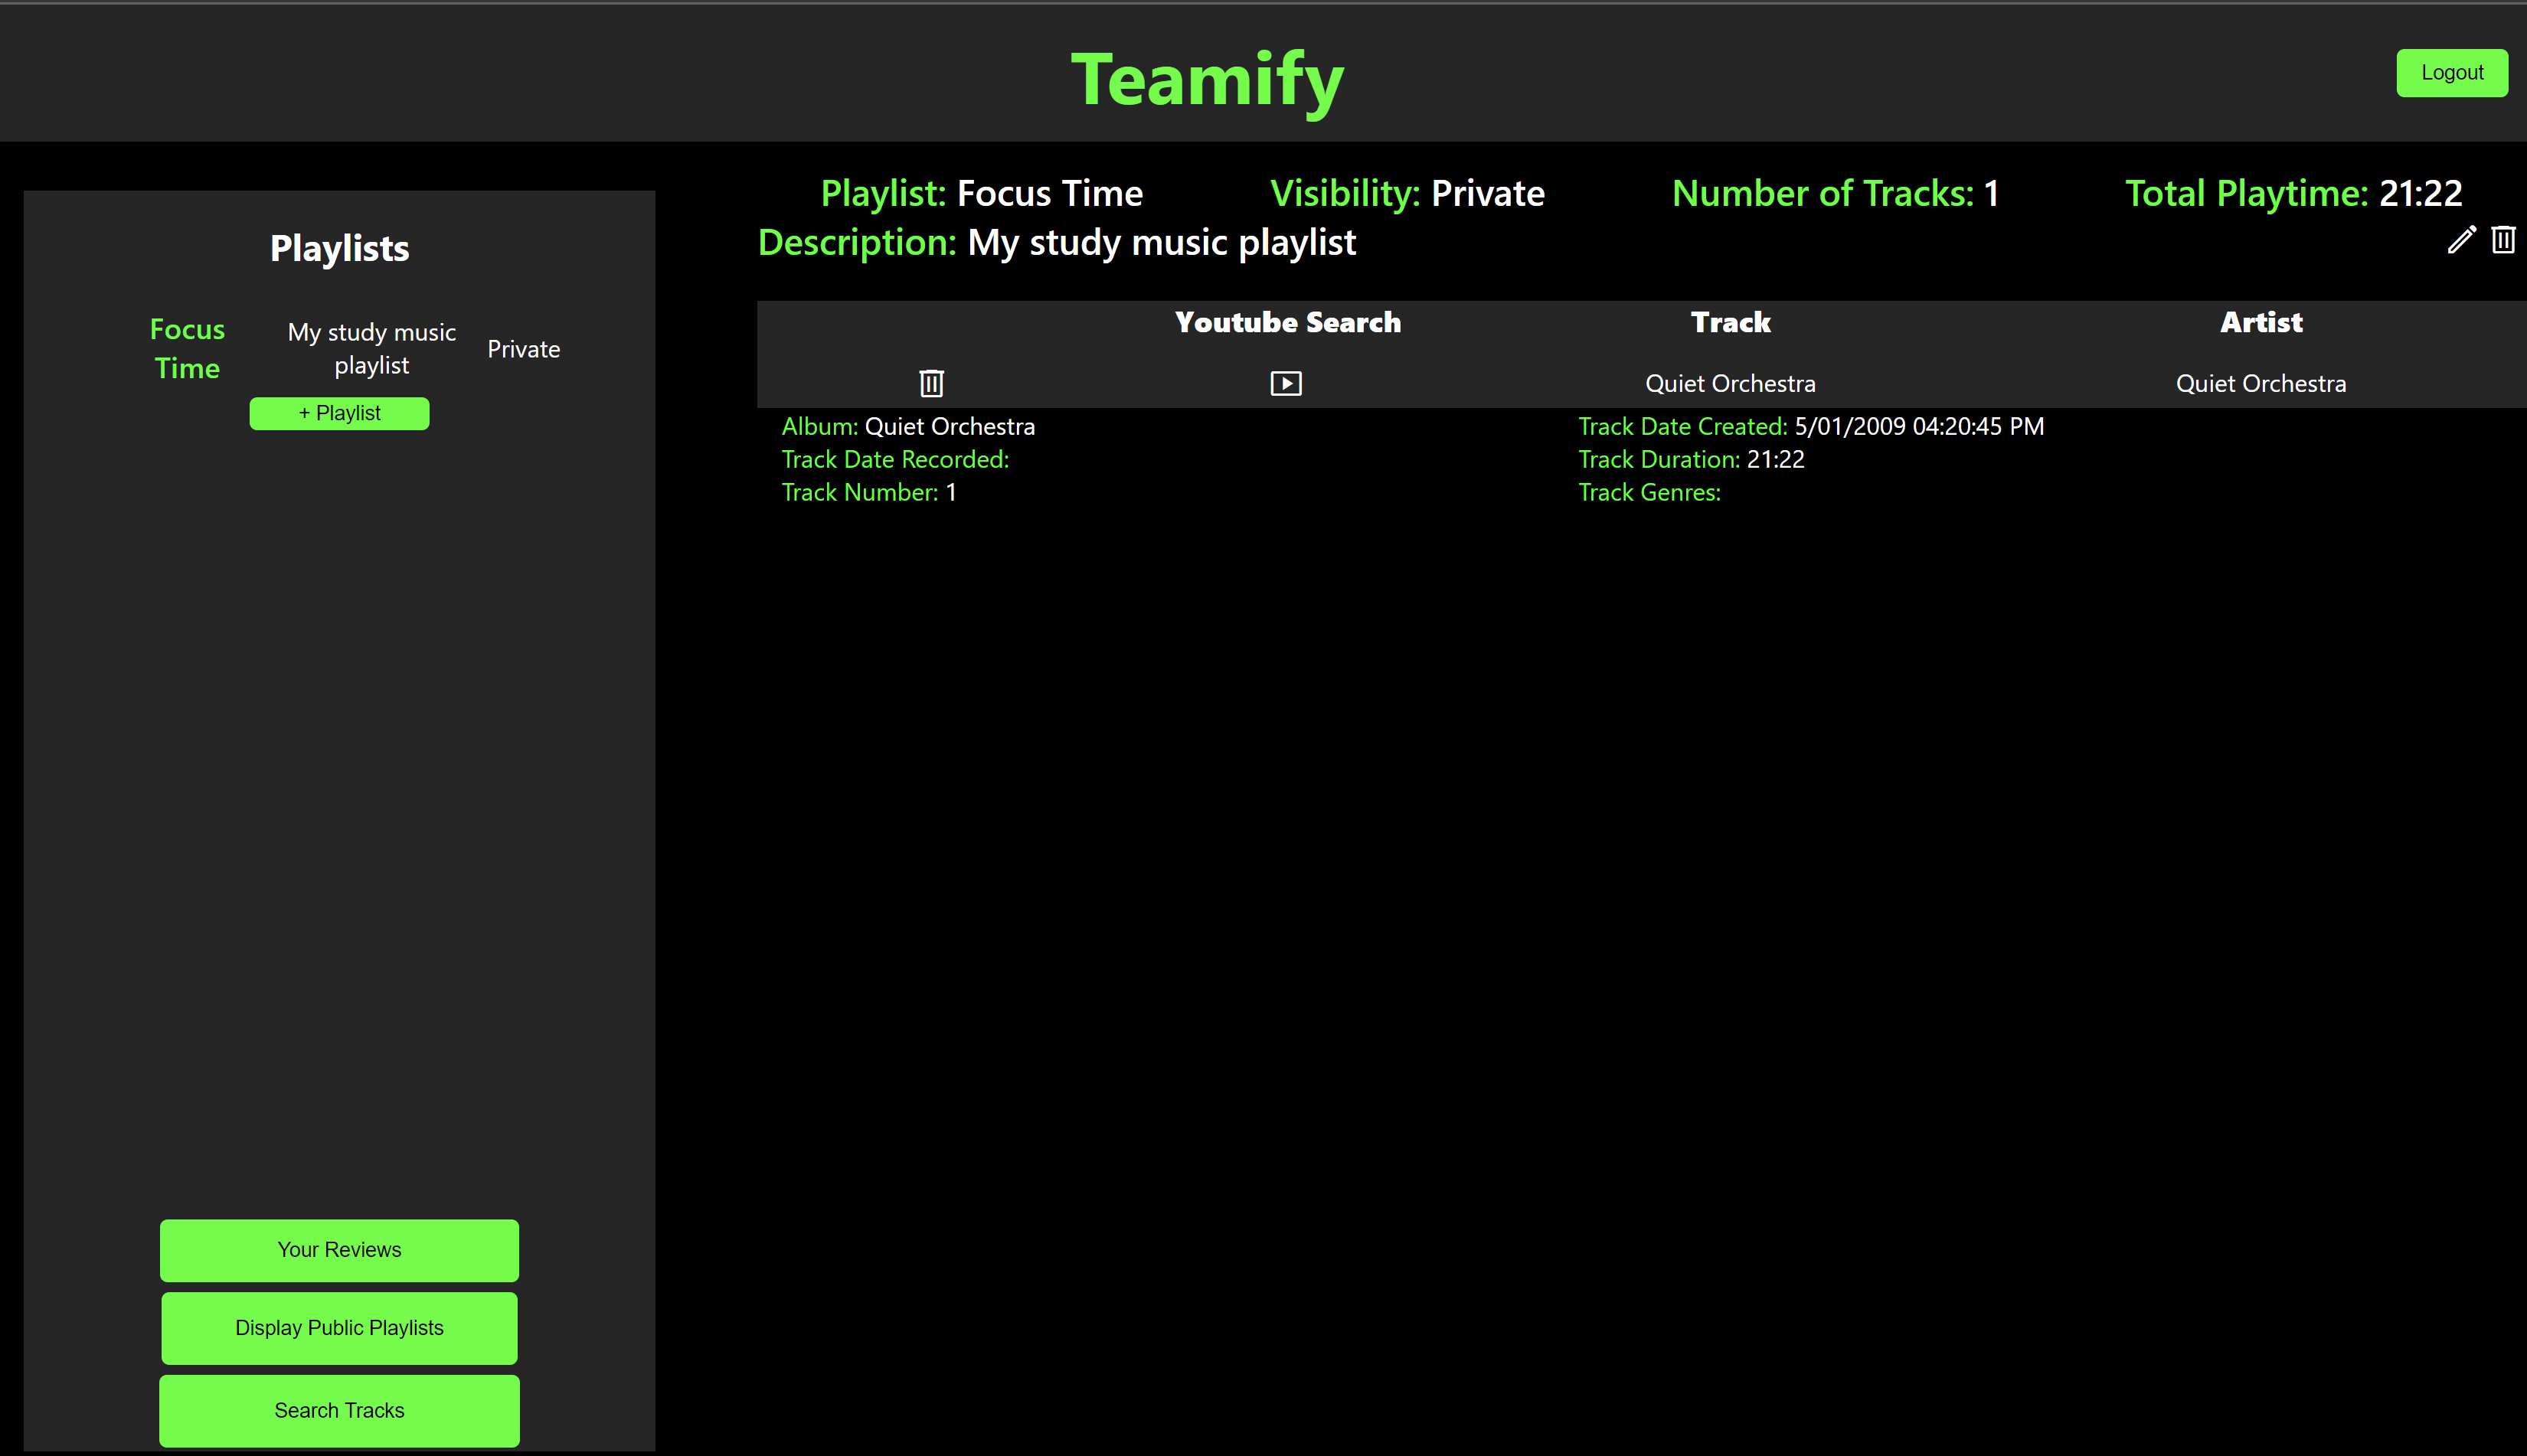 Teamify
Logout
Playlists
Focus
Time
My study music
playlist
Private
+ Playlist
Your Reviews
Display Public Playlists
Search Tracks
Playlist: Focus Time
Visibility: Private
Number of Tracks: 1
Total Playtime: 21:22
Description: My study music playlist
Youtube Search
Track
Artist
Quiet Orchestra
Quiet Orchestra
Album: Quiet Orchestra
Track Date Created: 5/01/2009 04:20:45 PM
Track Date Recorded:
Track Duration: 21:22
Track Number: 1
Track Genres: